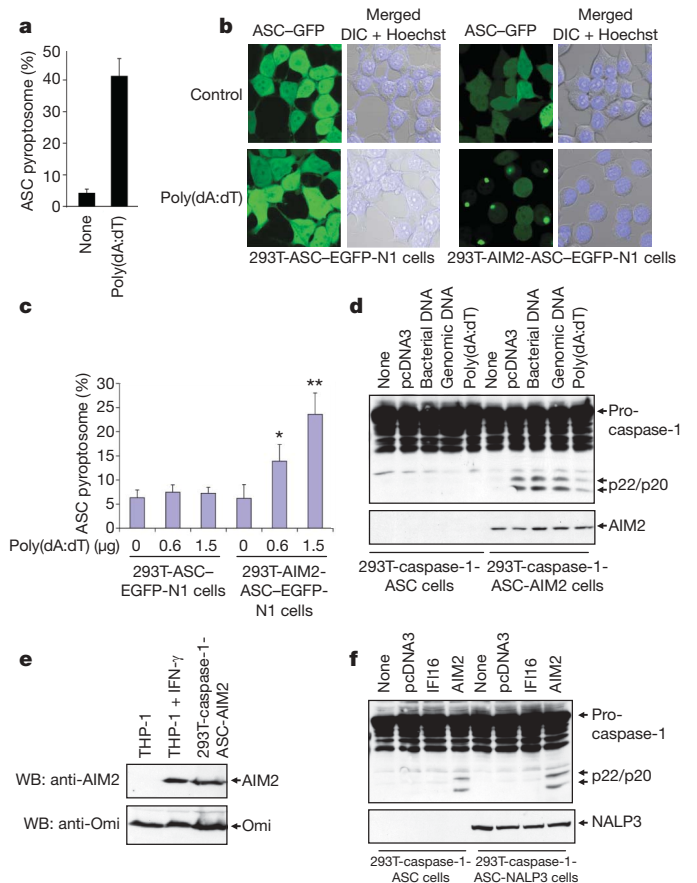 a
ASC pyroptosome (%)
50
40
30
20
10
0
None
Poly(dA:dT)
b
ASC–GFP
Merged
DIC + Hoechst
ASC–GFP
Merged
DIC + Hoechst
Control
Poly(dA:dT)
293T-ASC–EGFP-N1 cells
293T-AIM2-ASC–EGFP-N1 cells
c
ASC pyroptosome (%)
30
25
20
15
10
5
0
*
**
Poly(dA:dT) (µg)
0
0.6
1.5
0
0.6
1.5
293T-ASC–
EGFP-N1 cells
293T-AIM2-
ASC–EGFP-
N1 cells
d
None
pcDNA3
Bacterial DNA
Genomic DNA
Poly(dA:dT)
None
pcDNA3
Bacterial DNA
Genomic DNA
Poly(dA:dT)
Pro-
caspase-1
p22/p20
AIM2
293T-caspase-1-
ASC cells
293T-caspase-1-
ASC-AIM2 cells
e
THP-1
THP-1 + IFN-γ
293T-caspase-1-
ASC-AIM2
WB: anti-AIM2
AIM2
WB: anti-Omi
Omi
f
None
pcDNA3
IFI16
AIM2
None
pcDNA3
IFI16
AIM2
Pro-
caspase-1
p22/p20
NALP3
293T-caspase-1-
ASC cells
293T-caspase-1-
ASC-NALP3 cells